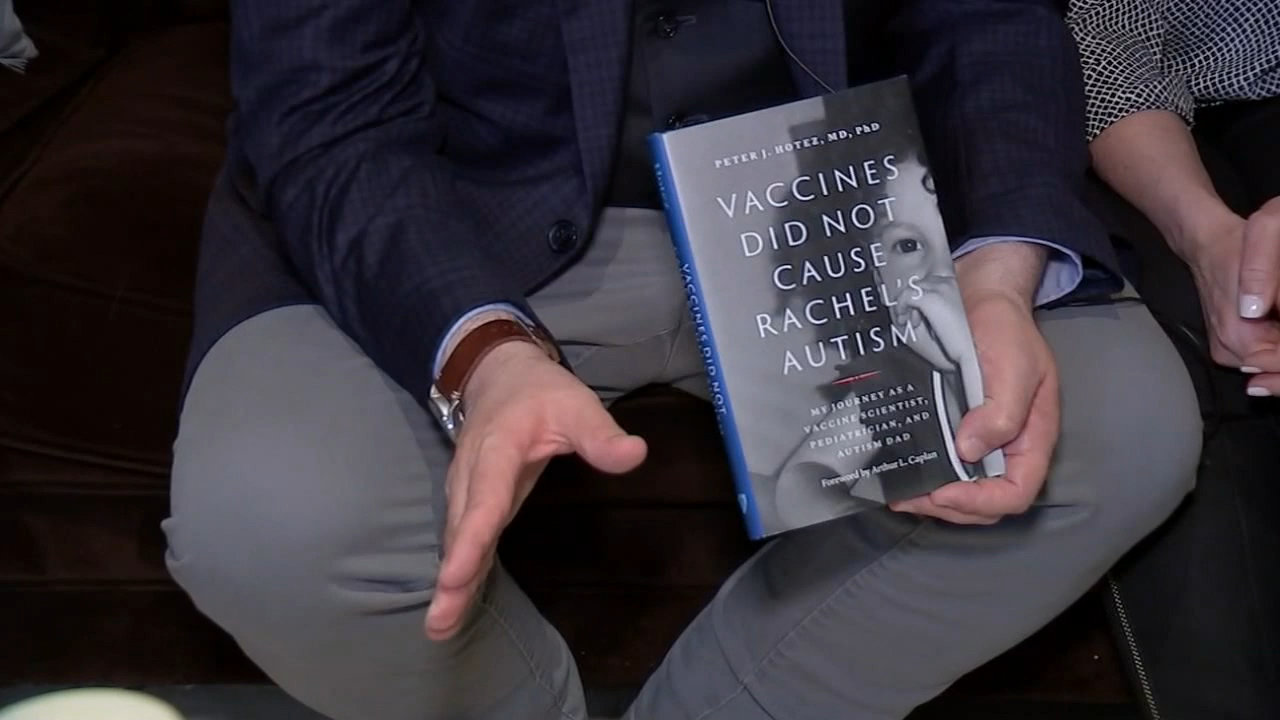 PETER J. HOTEZ, MD, PhD
VACCINES
DID NOT
CAUSE
RACHEL'S
AUTISM
MY JOURNEY AS A
VACCINE SCIENTIST,
PEDIATRICIAN, AND
AUTISM DAD
Foreword by Arthur L. Caplan
VACCINES DID NOT